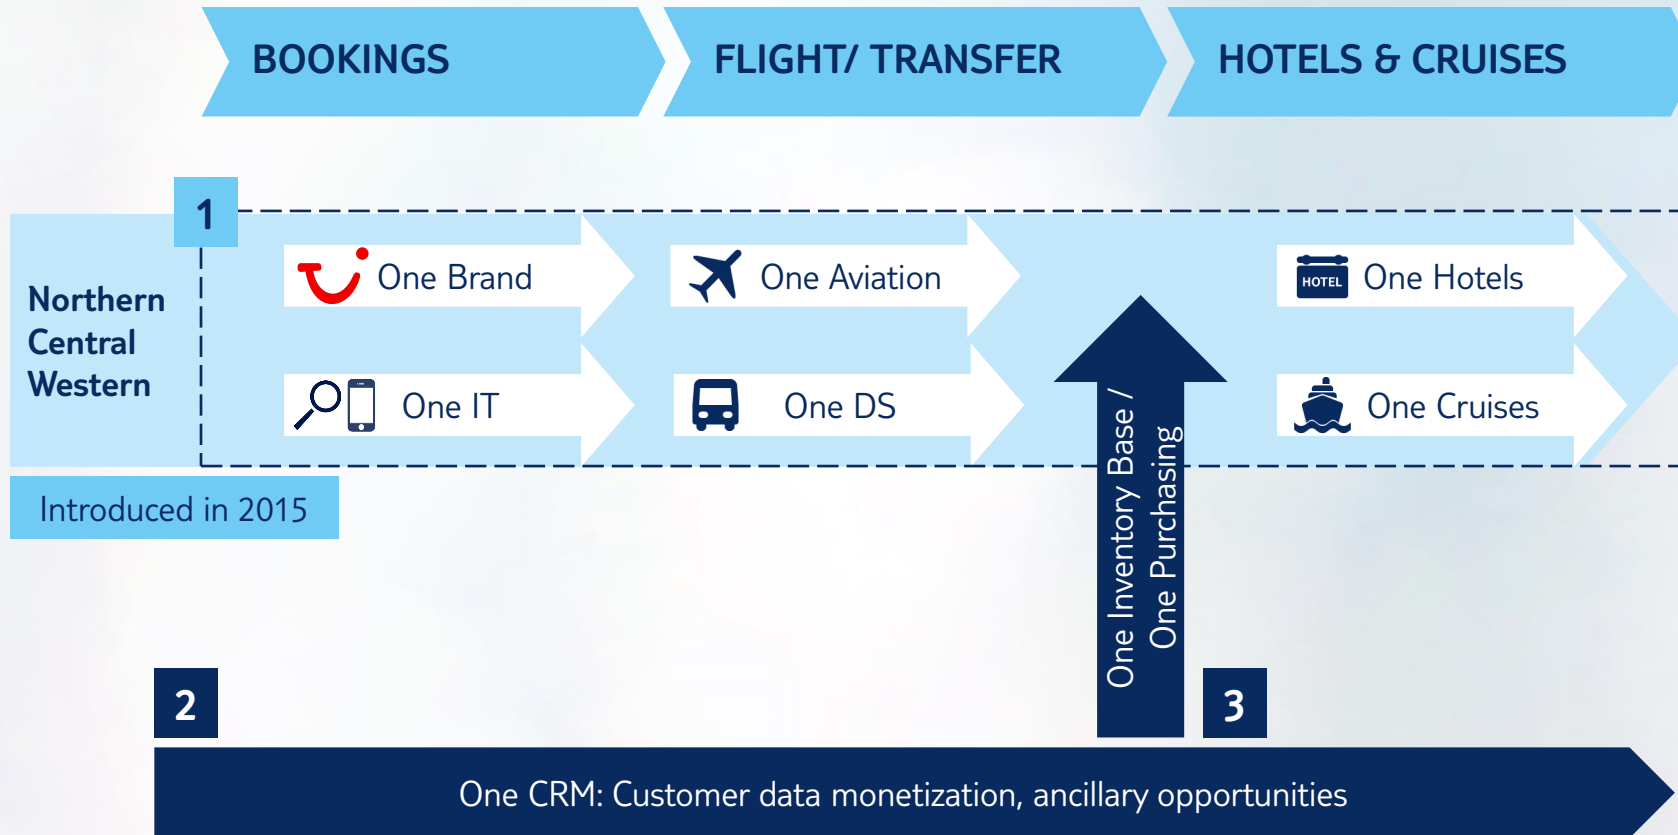 BOOKINGS
FLIGHT/ TRANSFER
HOTELS & CRUISES
1
Northern
Central
Western
One Brand
One Aviation
HOTEL
One Hotels
One IT
One DS
One Cruises
Introduced in 2015
One Inventory Base /
One Purchasing
2
3
One CRM: Customer data monetization, ancillary opportunities